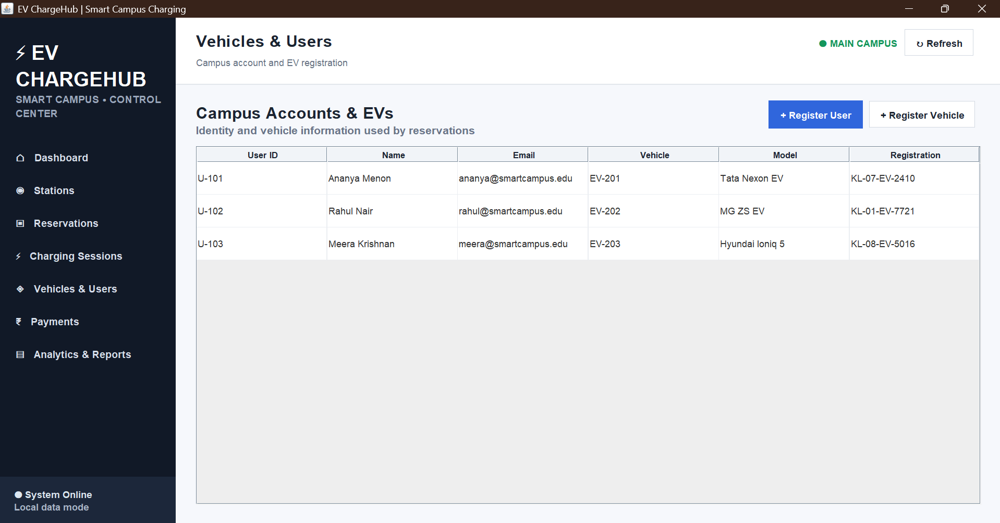 EV ChargeHub | Smart Campus Charging
⚡ EV
CHARGEHUB
SMART CAMPUS • CONTROL
CENTER
Dashboard
Stations
Reservations
Charging Sessions
Vehicles & Users
₹ Payments
Analytics & Reports
● System Online
Local data mode
Vehicles & Users
Campus account and EV registration
● MAIN CAMPUS
↻ Refresh
Campus Accounts & EVs
Identity and vehicle information used by reservations
+ Register User
+ Register Vehicle
User ID Name Email Vehicle Model Registration
U-101 Ananya Menon ananya@smartcampus.edu EV-201 Tata Nexon EV KL-07-EV-2410
U-102 Rahul Nair rahul@smartcampus.edu EV-202 MG ZS EV KL-01-EV-7721
U-103 Meera Krishnan meera@smartcampus.edu EV-203 Hyundai Ioniq 5 KL-08-EV-5016